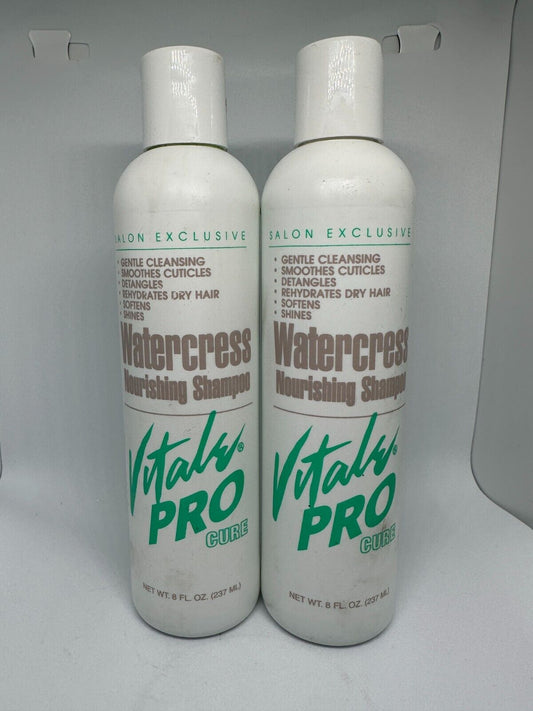 SALON EXCLUSIVE
• GENTLE CLEANSING
• SMOOTHES CUTICLES
• DETANGLES
• REHYDRATES DRY HAIR
• SOFTENS
• SHINES
Watercress
Nourishing Shampoo
Vitale®
PRO
CURE
NET WT. 8 FL. OZ. (237 ML)
SALON EXCLUSIVE
• GENTLE CLEANSING
• SMOOTHES CUTICLES
• DETANGLES
• REHYDRATES DRY HAIR
• SOFTENS
• SHINES
Watercress
Nourishing Shampoo
Vitale®
PRO
CURE
NET WT. 8 FL. OZ. (237 ML)